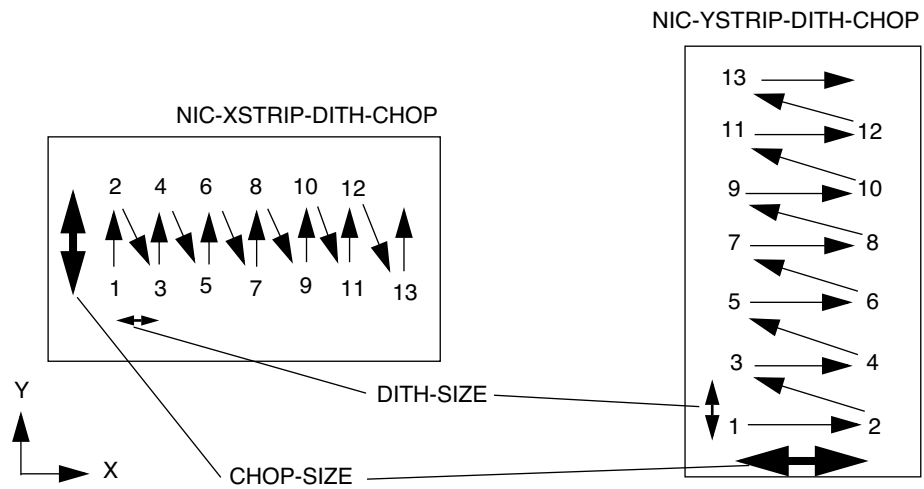 NIC-YSTRIP-DITH-CHOP
13
11 12
NIC-XSTRIP-DITH-CHOP
2 4 6 8 10 12
9 10
7 8
1 3 5 7 9 11 13
5 6
3 4
Y
DITH-SIZE
1 2
X
CHOP-SIZE